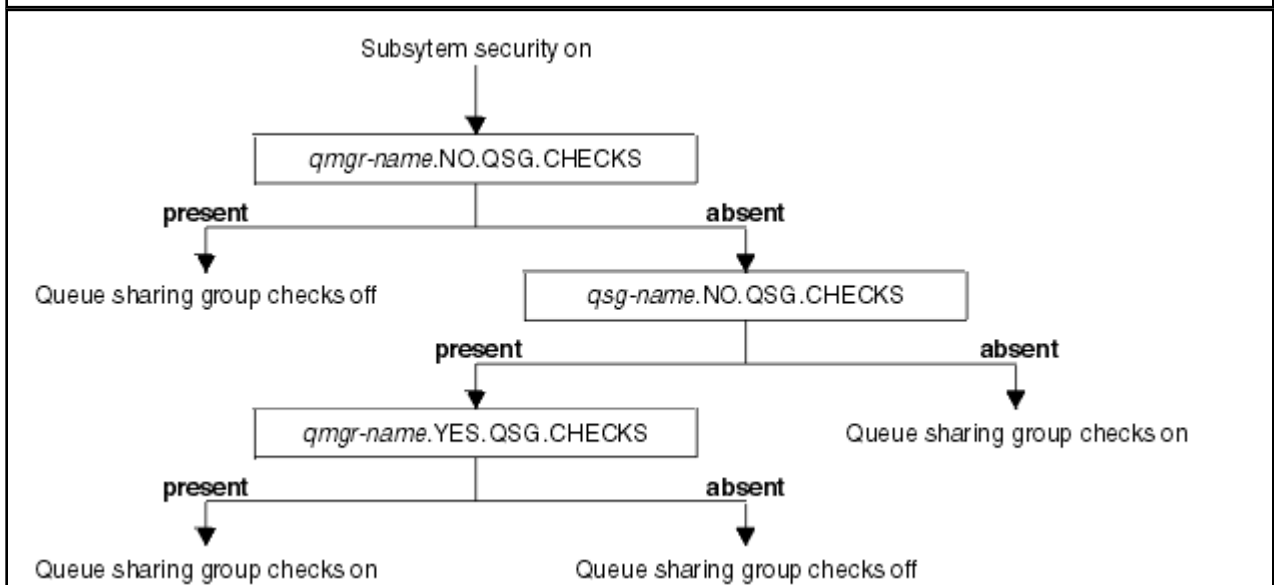 Subsytem security on
qmgr-name.NO.QSG.CHECKS
present
absent
Queue sharing group checks off
qsg-name.NO.QSG.CHECKS
present
absent
qmgr-name.YES.QSG.CHECKS
Queue sharing group checks on
present
absent
Queue sharing group checks on
Queue sharing group checks off